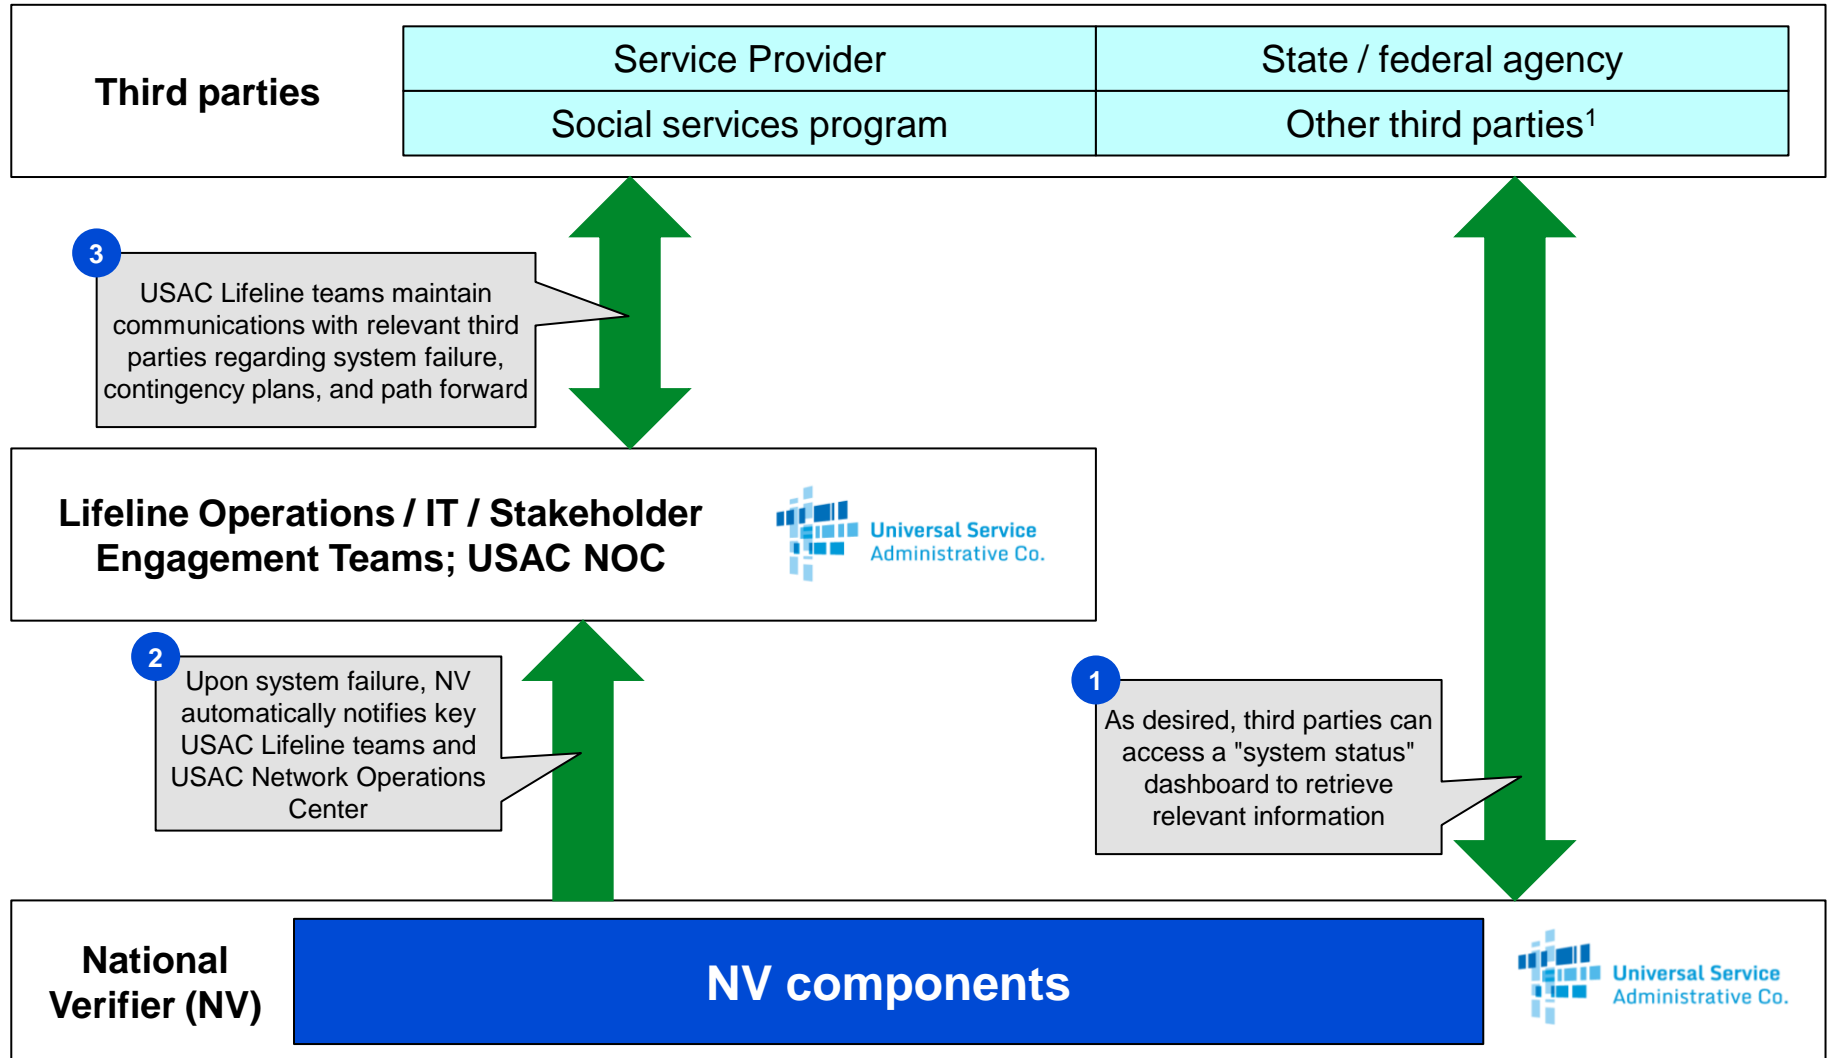 Third parties
Service Provider
State / federal agency
Social services program
Other third parties¹
3
USAC Lifeline teams maintain
communications with relevant third
parties regarding system failure,
contingency plans, and path forward
Lifeline Operations / IT / Stakeholder
Engagement Teams; USAC NOC
Universal Service
Administrative Co.
2
Upon system failure, NV
automatically notifies key
USAC Lifeline teams and
USAC Network Operations
Center
1
As desired, third parties can
access a "system status"
dashboard to retrieve
relevant information
National
Verifier (NV)
NV components
Universal Service
Administrative Co.